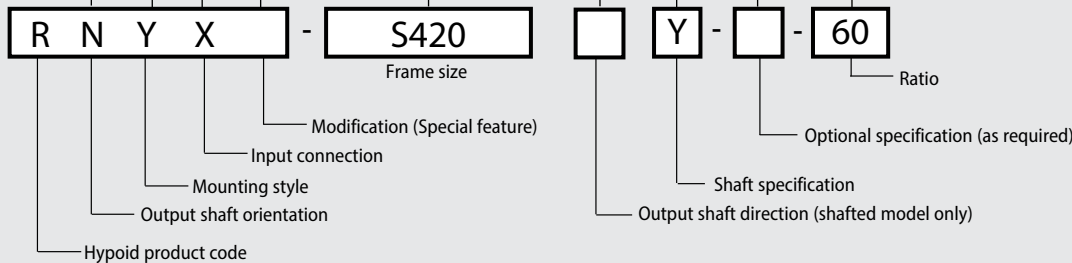 R N Y X - S420 Y - - 60
Frame size
Ratio
Modification (Special feature)
Optional specification (as required)
Input connection
Mounting style
Shaft specification
Output shaft orientation
Output shaft direction (shafted model only)
Hypoid product code